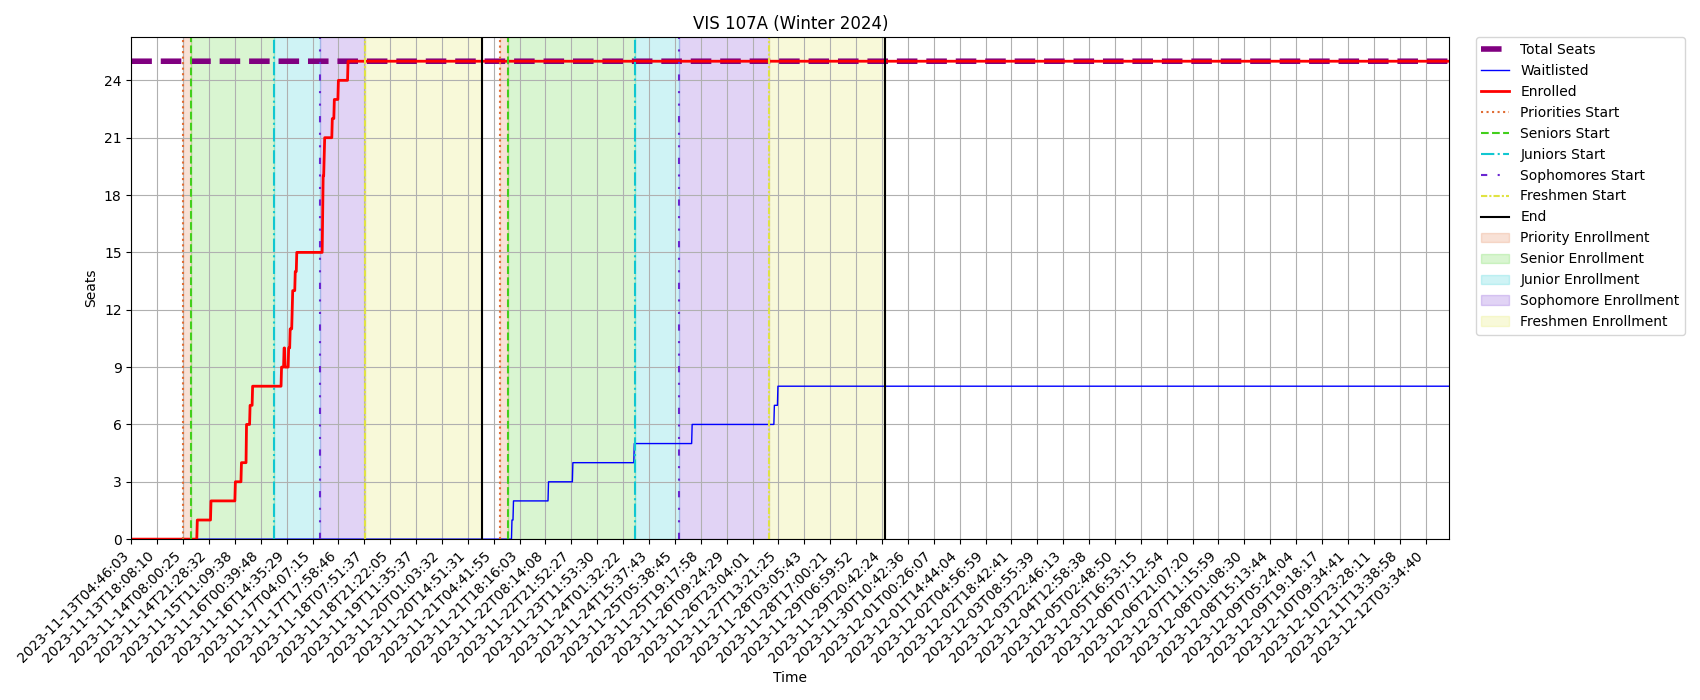 VIS 107A (Winter 2024)
Seats
24
21
18
15
12
9
6
3
0
2023-11-13T04:46:03
2023-11-13T18:08:10
2023-11-14T08:00:25
2023-11-14T21:28:32
2023-11-15T11:09:38
2023-11-16T00:39:48
2023-11-16T14:35:29
2023-11-17T04:07:15
2023-11-17T17:58:46
2023-11-18T07:51:37
2023-11-18T21:22:05
2023-11-19T11:35:37
2023-11-20T01:03:32
2023-11-20T14:51:31
2023-11-21T04:41:55
2023-11-21T18:16:03
2023-11-22T08:14:08
2023-11-22T21:52:27
2023-11-23T11:53:30
2023-11-24T01:32:22
2023-11-24T15:37:43
2023-11-25T05:38:45
2023-11-25T19:17:58
2023-11-26T09:24:29
2023-11-26T23:04:01
2023-11-27T13:21:25
2023-11-28T03:05:43
2023-11-28T17:00:21
2023-11-29T06:59:52
2023-11-29T20:42:24
2023-11-30T10:42:36
2023-12-01T00:26:07
2023-12-01T14:44:04
2023-12-02T04:56:59
2023-12-02T18:42:41
2023-12-03T08:55:39
2023-12-03T22:46:13
2023-12-04T12:58:38
2023-12-05T02:48:50
2023-12-05T16:53:15
2023-12-06T07:12:54
2023-12-06T21:07:20
2023-12-07T11:15:59
2023-12-08T01:08:30
2023-12-08T15:13:44
2023-12-09T05:24:04
2023-12-09T19:18:17
2023-12-10T09:34:41
2023-12-10T23:28:11
2023-12-11T13:38:58
2023-12-12T03:34:40
Time
Total Seats
Waitlisted
Enrolled
Priorities Start
Seniors Start
Juniors Start
Sophomores Start
Freshmen Start
End
Priority Enrollment
Senior Enrollment
Junior Enrollment
Sophomore Enrollment
Freshmen Enrollment